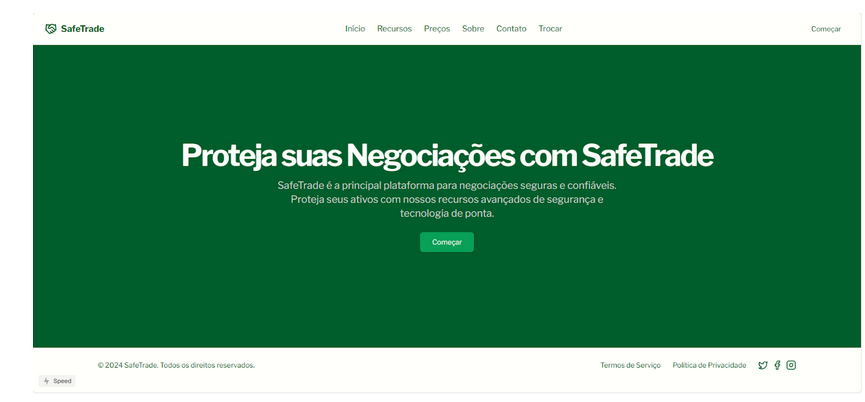 SafeTrade
Início Recursos Preços Sobre Contato Trocar
Começar
Proteja suas Negociações com SafeTrade
SafeTrade é a principal plataforma para negociações seguras e confiáveis.
Proteja seus ativos com nossos recursos avançados de segurança e
tecnologia de ponta.
Começar
© 2024 SafeTrade. Todos os direitos reservados.
Termos de Serviço Política de Privacidade
Speed